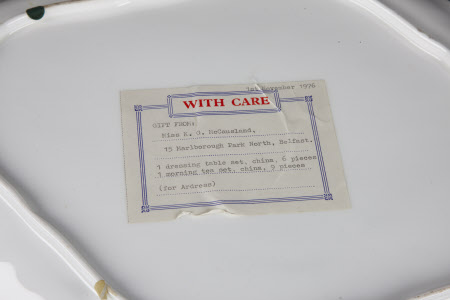 1st November 1976
WITH CARE
GIFT FROM:
Miss E. G. McCausland,
15 Marlborough Park North, Belfast.
1 dressing table set, china, 6 pieces
1 morning tea set, china, 9 pieces
(for Ardress)